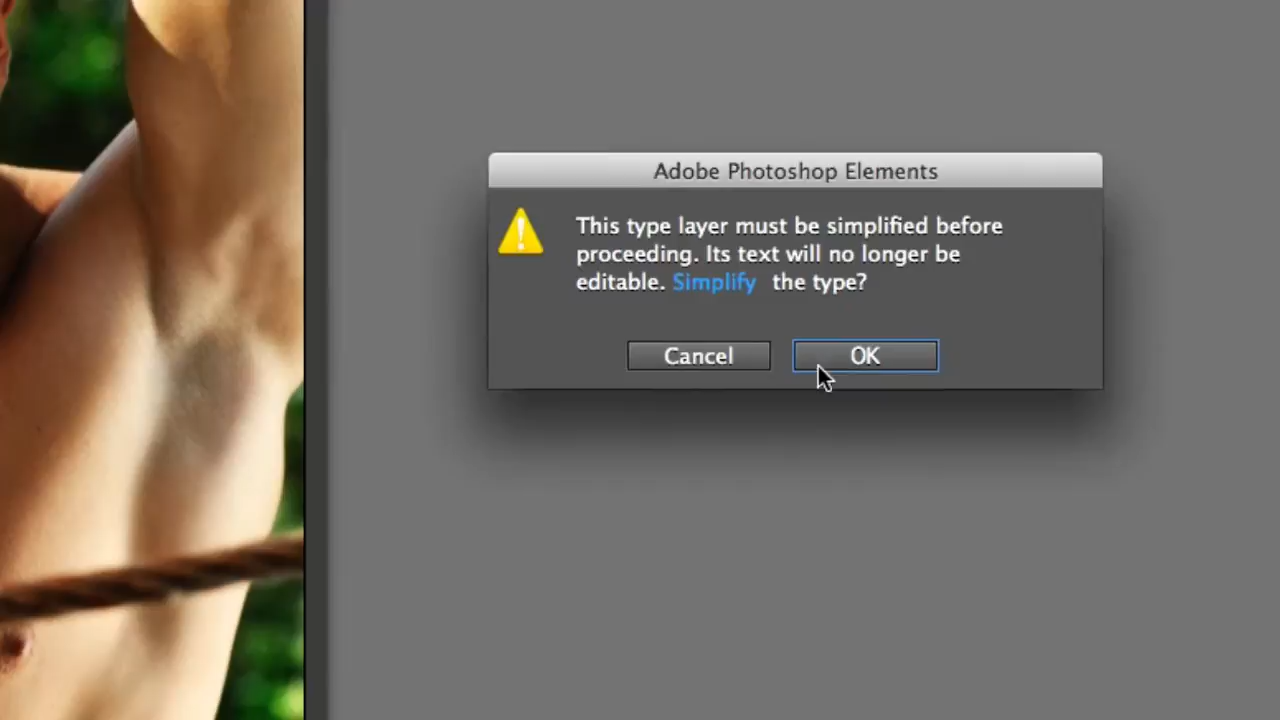 Adobe Photoshop Elements
This type layer must be simplified before
proceeding. Its text will no longer be
editable. Simplify the type?
Cancel
OK